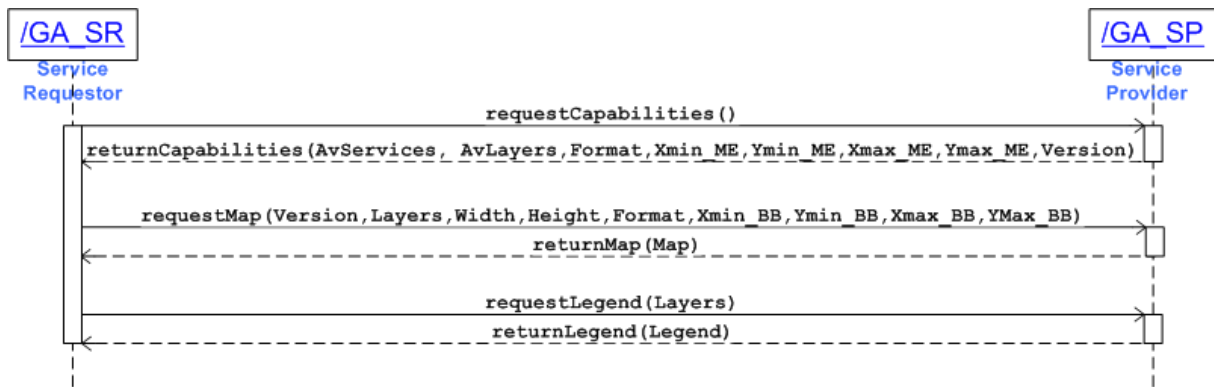 /GA_SR
/GA_SP
Service
Requestor
Service
Provider
requestCapabilities()
returnCapabilities(AvServices, AvLayers,Format,Xmin_ME,Ymin_ME,Xmax_ME,Ymax_ME,Version)
requestMap(Version,Layers,Width,Height,Format,Xmin_BB,Ymin_BB,Xmax_BB,YMax_BB)
returnMap(Map)
requestLegend(Layers)
returnLegend(Legend)